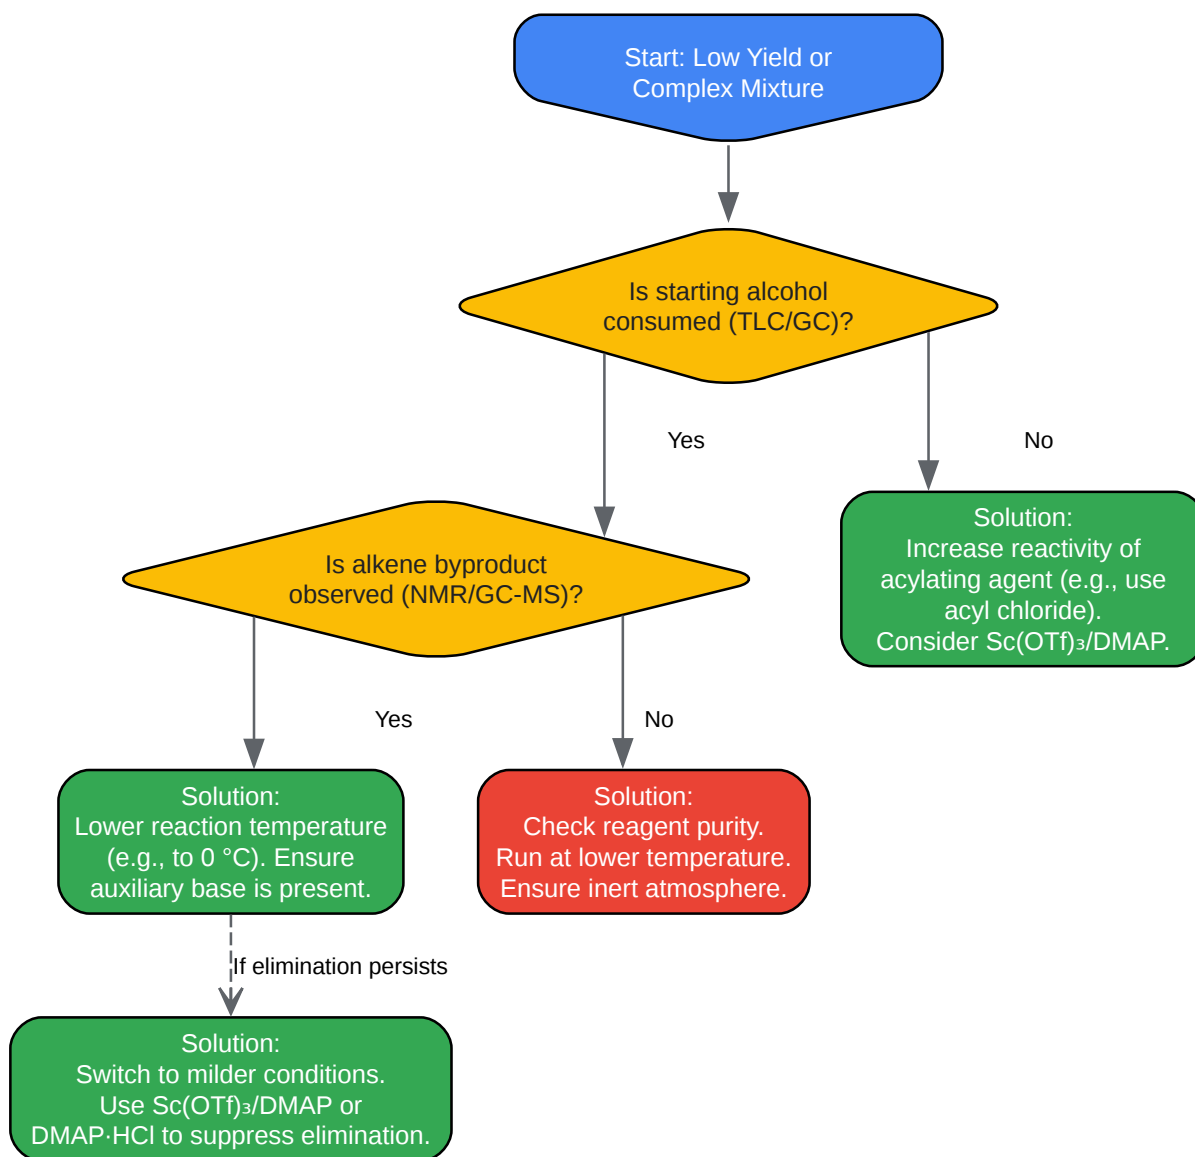 Start: Low Yield or
Complex Mixture
Is starting alcohol
consumed (TLC/GC)?
Yes
No
Solution:
Increase reactivity of
acylating agent (e.g., use
acyl chloride).
Consider Sc(OTf)₃/DMAP.
Is alkene byproduct
observed (NMR/GC-MS)?
Yes
No
Solution:
Lower reaction temperature
(e.g., to 0 °C). Ensure
auxiliary base is present.
Solution:
Check reagent purity.
Run at lower temperature.
Ensure inert atmosphere.
If elimination persists
Solution:
Switch to milder conditions.
Use Sc(OTf)₃/DMAP or
DMAP·HCl to suppress elimination.